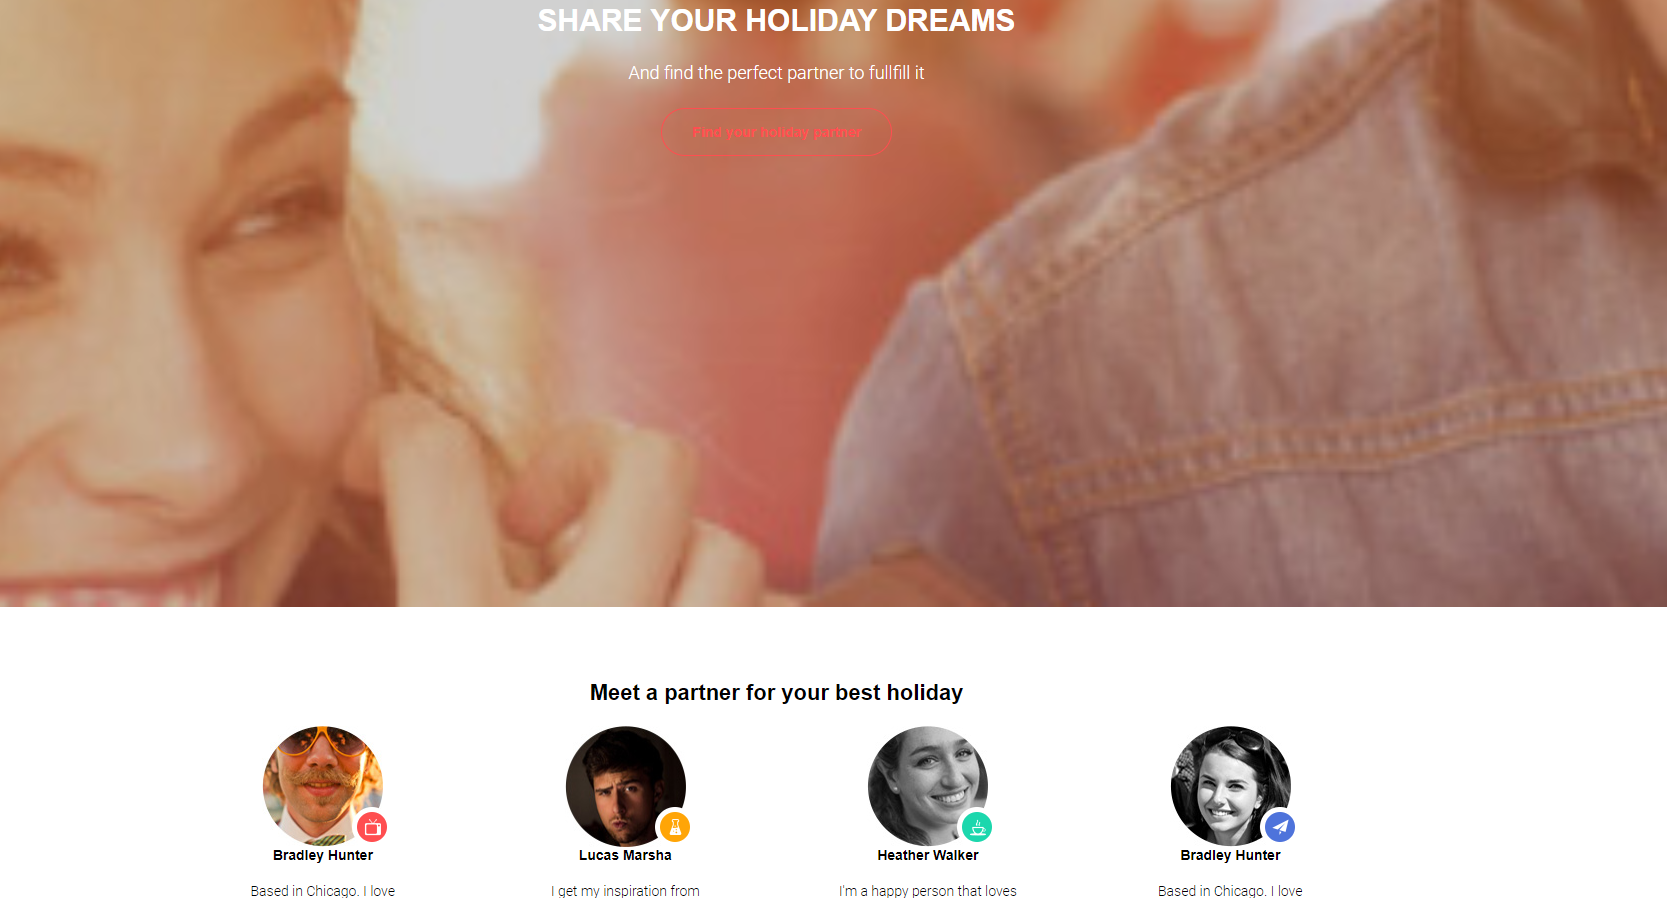 SHARE YOUR HOLIDAY DREAMS
And find the perfect partner to fullfill it
Find your holiday partner
Meet a partner for your best holiday
Bradley Hunter
Lucas Marsha
Heather Walker
Bradley Hunter
Based in Chicago. I love
I get my inspiration from
I'm a happy person that loves
Based in Chicago. I love